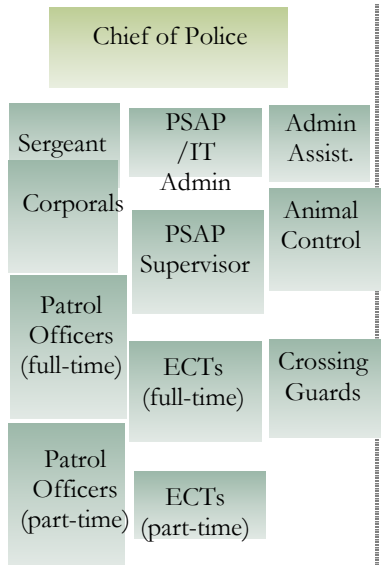 Chief of Police
Sergeant
Corporals
Patrol
Officers
(full-time)
Patrol
Officers
(part-time)
PSAP
/IT
Admin
PSAP
Supervisor
ECTs
(full-time)
ECTs
(part-time)
Admin
Assist.
Animal
Control
Crossing
Guards